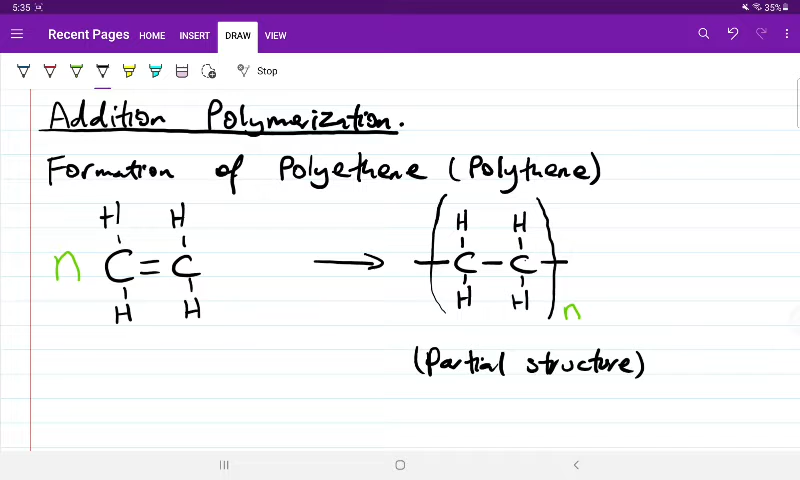 5:35 35%
Recent Pages HOME INSERT DRAW VIEW
Stop
Addition Polymerization.
Formation of Polyethene (Polythene)
H H H H
n C = C → ( – C – C – ) n
H H H H
(Partial structure)